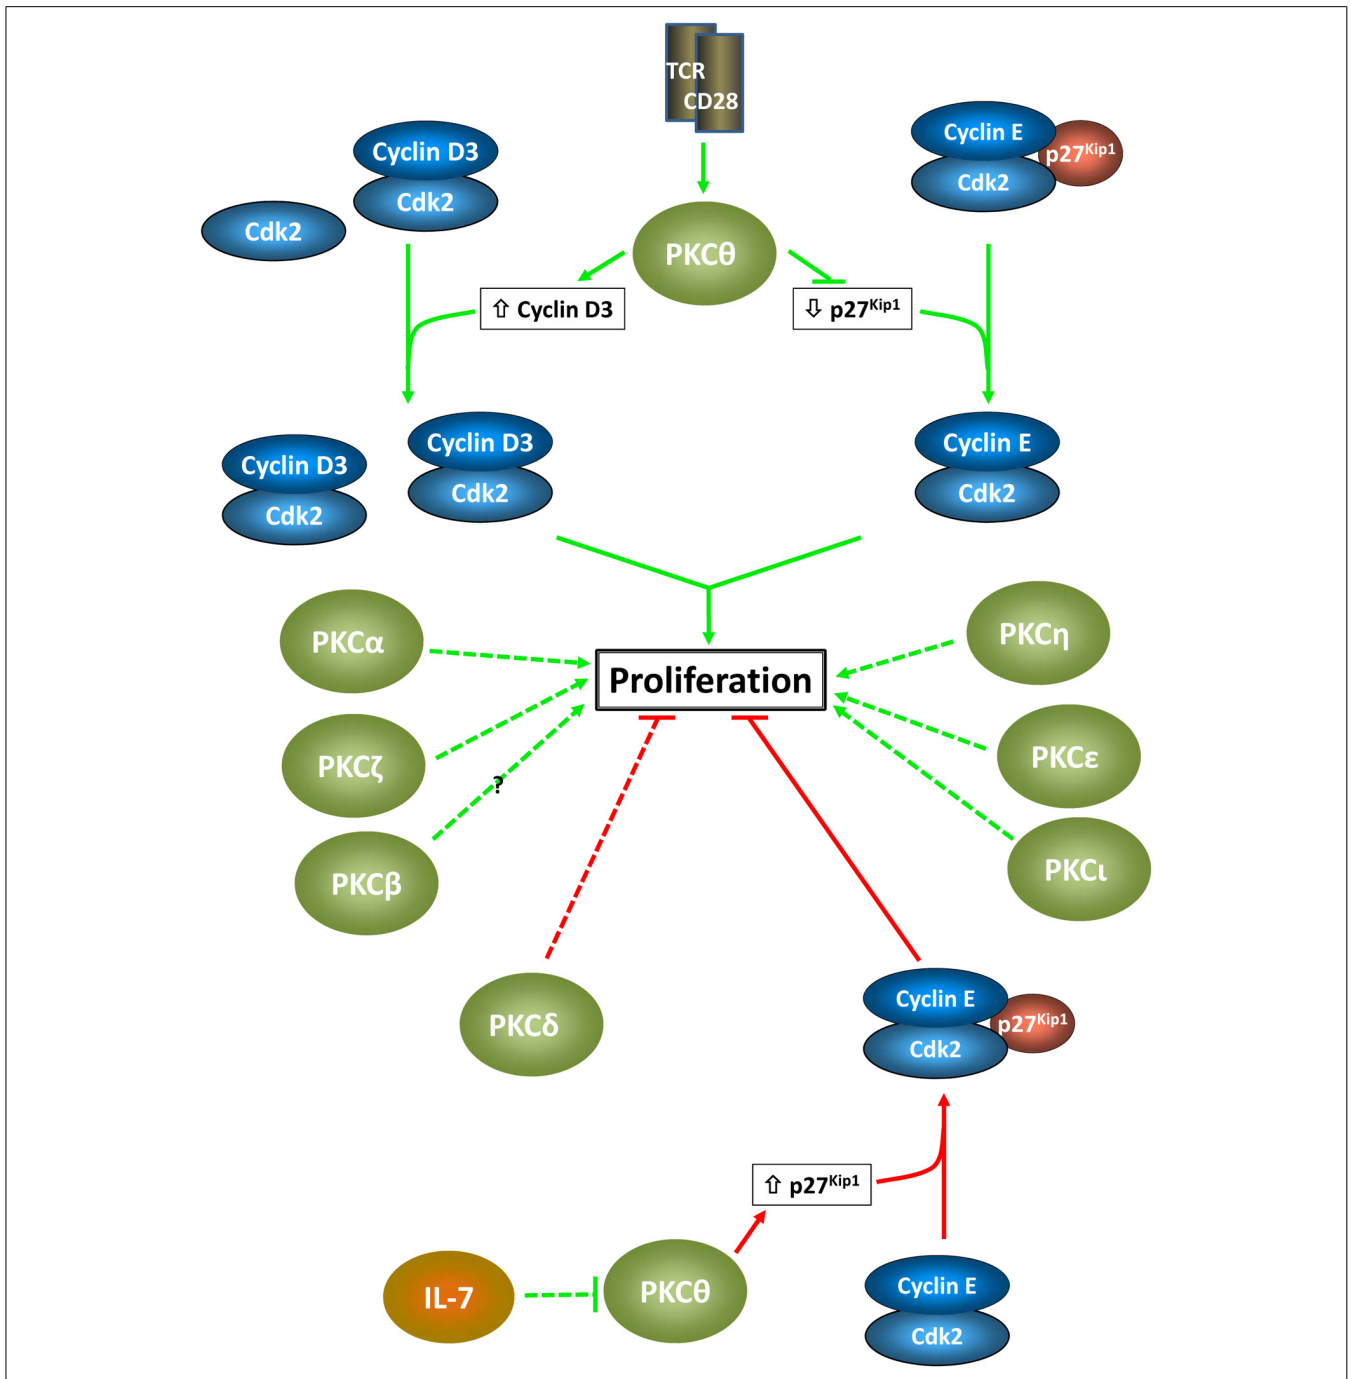 TCR
CD28
Cyclin D3
Cdk2
Cdk2
Cyclin E
Cdk2
p27Kip1
PKCθ
⇧ Cyclin D3
⇩ p27Kip1
Cyclin D3
Cdk2
Cyclin D3
Cdk2
Cyclin E
Cdk2
PKCα
PKCζ
?
PKCβ
Proliferation
PKCη
PKCε
PKCι
PKCδ
Cyclin E
Cdk2
p27Kip1
⇧ p27Kip1
IL-7
PKCθ
Cyclin E
Cdk2